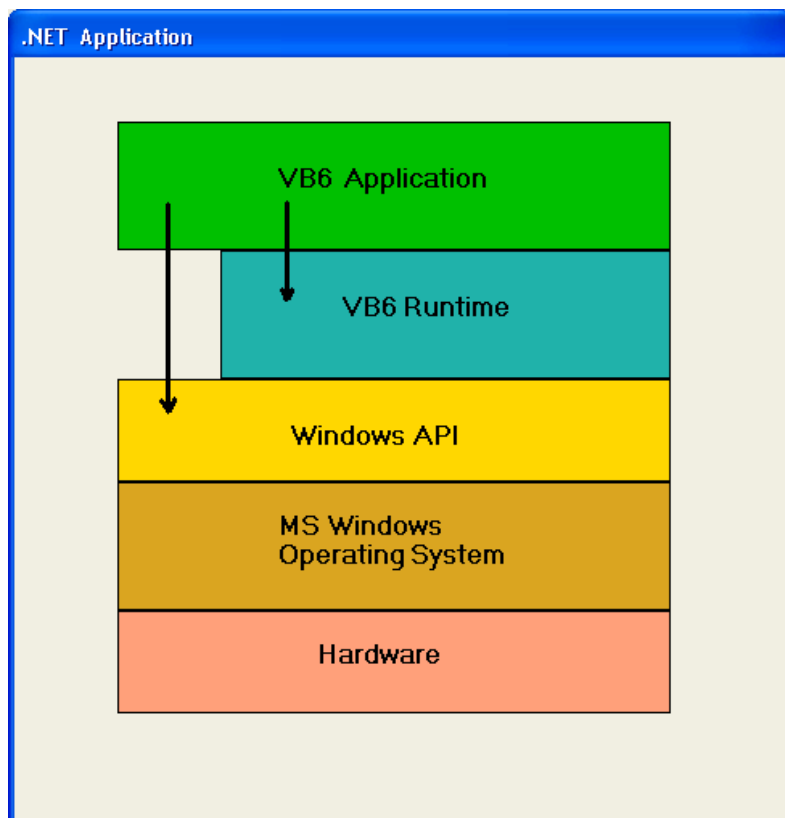 .NET Application
VB6 Application
VB6 Runtime
Windows API
MS Windows
Operating System
Hardware